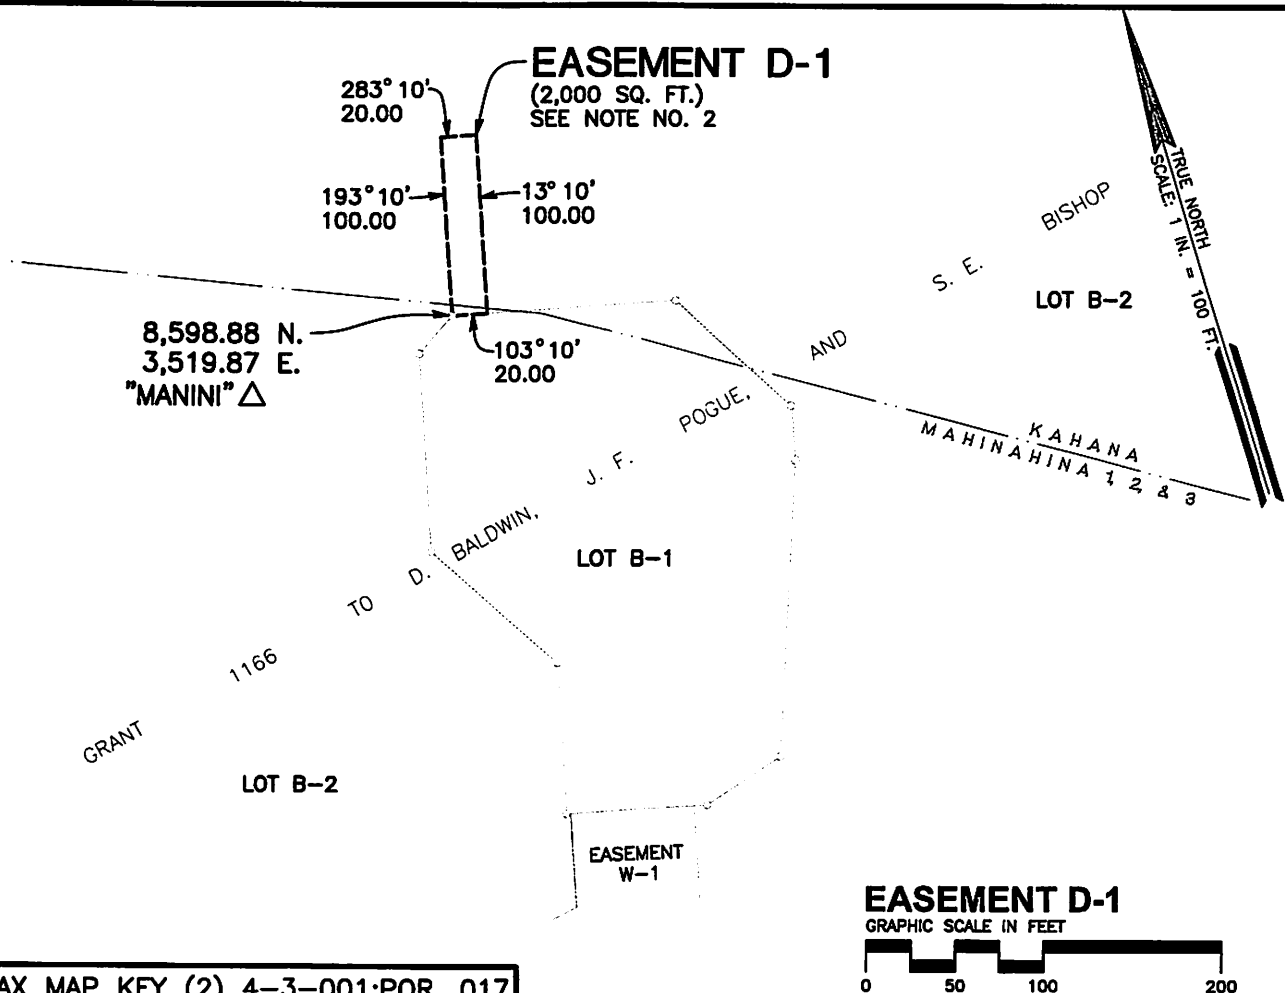 EASEMENT D-1
(2,000 SQ. FT.)
SEE NOTE NO. 2
283° 10'
20.00
193° 10'
100.00
13° 10'
100.00
TRUE NORTH
SCALE: 1 IN. = 100 FT.
8,598.88 N.
3,519.87 E.
"MANINI" △
103° 10'
20.00
LOT B-2
KAHANA
MAHINAHINA 1, 2, & 3
GRANT 1166 TO D. BALDWIN, J. F. POGUE, AND S. E. BISHOP
LOT B-1
LOT B-2
EASEMENT
W-1
EASEMENT D-1
GRAPHIC SCALE IN FEET
0 50 100 200
AX MAP KEY (2) 4-3-001:POR. 017